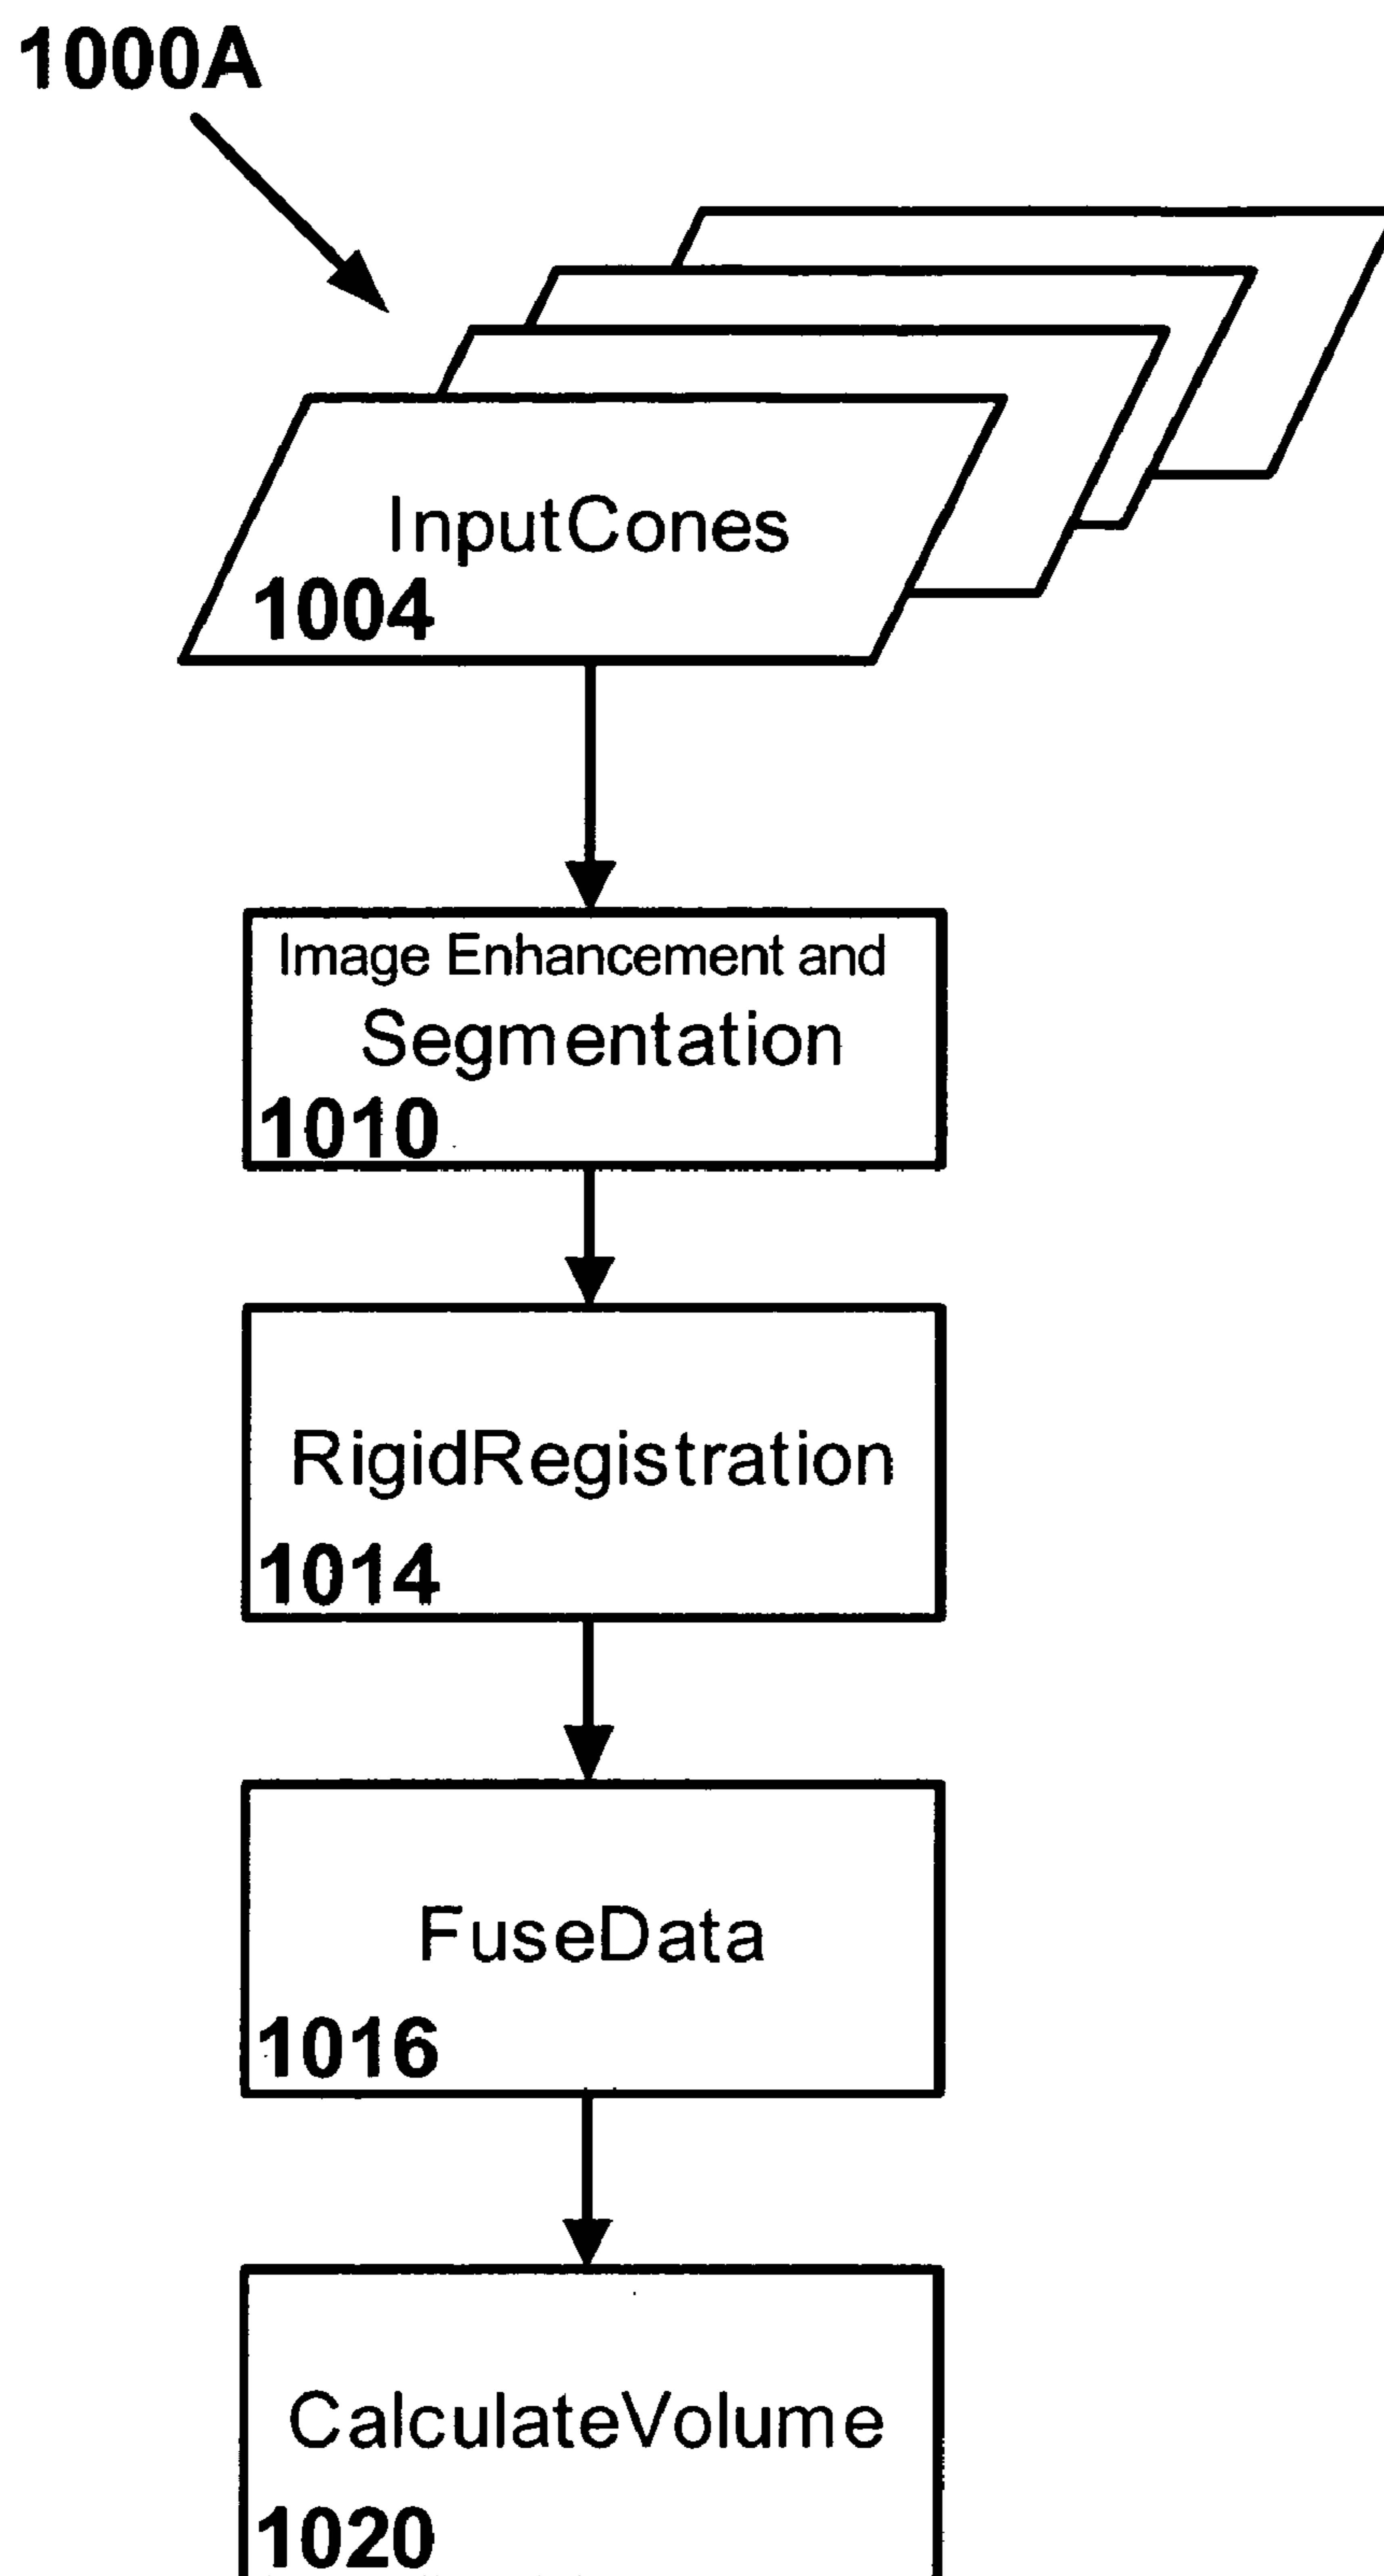 1000A
InputCones
1004
Image Enhancement and
Segmentation
1010
RigidRegistration
1014
FuseData
1016
CalculateVolume
1020